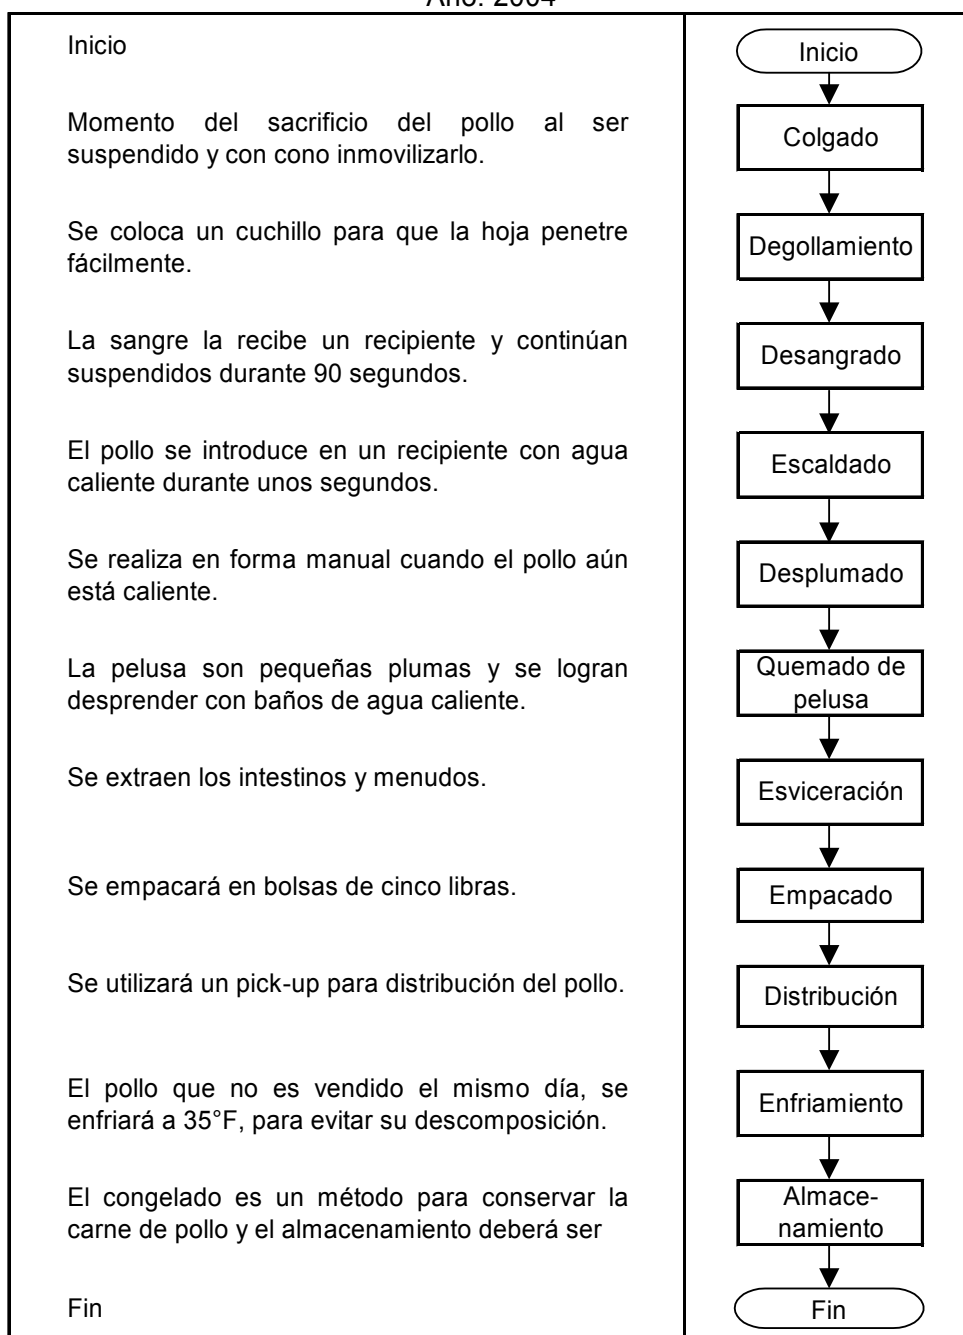 Año: 2004
Inicio
Inicio
Momento del sacrificio del pollo al ser
suspendido y con cono inmovilizarlo.
Colgado
Se coloca un cuchillo para que la hoja penetre
fácilmente.
Degollamiento
La sangre la recibe un recipiente y continúan
suspendidos durante 90 segundos.
Desangrado
El pollo se introduce en un recipiente con agua
caliente durante unos segundos.
Escaldado
Se realiza en forma manual cuando el pollo aún
está caliente.
Desplumado
La pelusa son pequeñas plumas y se logran
desprender con baños de agua caliente.
Quemado de
pelusa
Se extraen los intestinos y menudos.
Esviceración
Se empacará en bolsas de cinco libras.
Empacado
Se utilizará un pick-up para distribución del pollo.
Distribución
El pollo que no es vendido el mismo día, se
enfriará a 35°F, para evitar su descomposición.
Enfriamiento
El congelado es un método para conservar la
carne de pollo y el almacenamiento deberá ser
Almace-
namiento
Fin
Fin